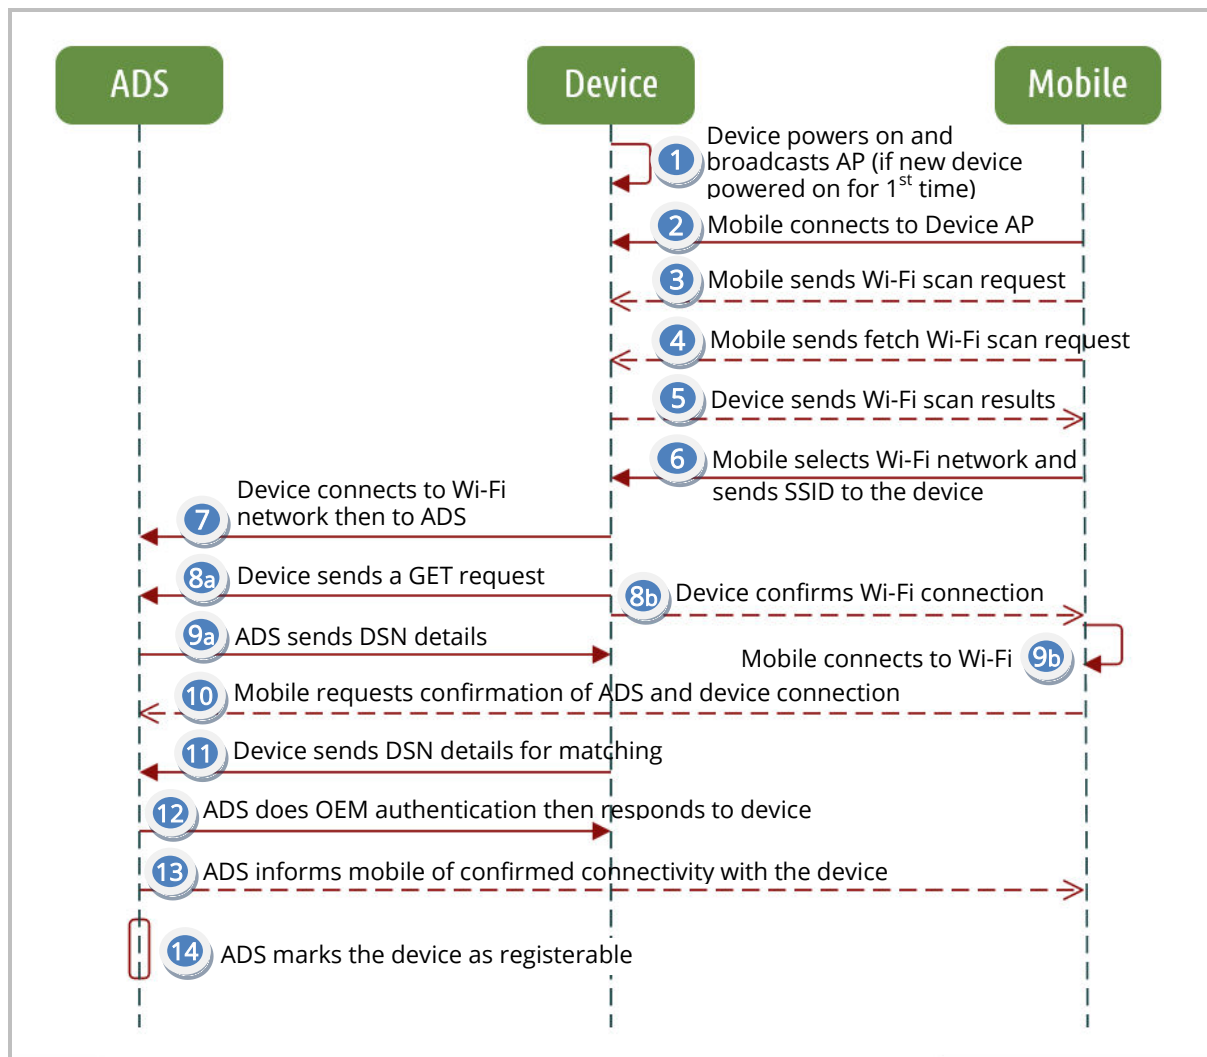 ADS
Device
Mobile
1
Device powers on and
broadcasts AP (if new device
powered on for 1st time)
2
Mobile connects to Device AP
3
Mobile sends Wi-Fi scan request
4
Mobile sends fetch Wi-Fi scan request
5
Device sends Wi-Fi scan results
6
Mobile selects Wi-Fi network and
sends SSID to the device
Device connects to Wi-Fi
network then to ADS
7
8a
Device sends a GET request
8b
Device confirms Wi-Fi connection
9a
ADS sends DSN details
Mobile connects to Wi-Fi
9b
10
Mobile requests confirmation of ADS and device connection
11
Device sends DSN details for matching
12
ADS does OEM authentication then responds to device
13
ADS informs mobile of confirmed connectivity with the device
14
ADS marks the device as registerable